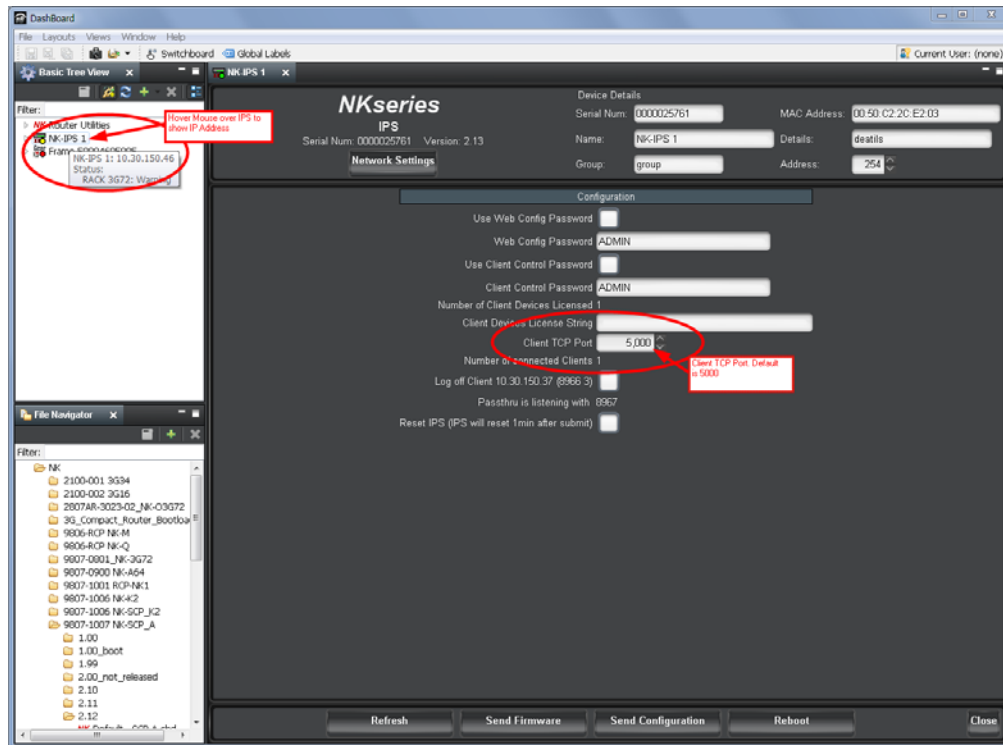 DashBoard
File Layouts Views Window Help
Switchboard Global Labels Current User: (none)
Basic Tree View
Filter:
NK Router Utilities
NK-IPS 1
Hover Mouse over IPS to
show IP Address
NK-IPS 1: 10.30.150.46
Status:
RACK 3G72: Warning
NK-IPS 1
NKseries
IPS
Serial Num: 0000025761 Version: 2.13
Network Settings
Device Details
Serial Num: 0000025761 MAC Address: 00:50:C2:2C:E2:03
Name: NK-IPS 1 Details: deatils
Group: group Address: 254
Configuration
Use Web Config Password
Web Config Password ADMIN
Use Client Control Password
Client Control Password ADMIN
Number of Client Devices Licensed 1
Client Devices License String
Client TCP Port 5,000
Client TCP Port. Default
is 5000
Number of connected Clients 1
Log off Client 10.30.150.37 (8966 3)
Passthru is listening with 8967
Reset IPS (IPS will reset 1min after submit)
File Navigator
Filter:
NK
2100-001 3G34
2100-002 3G16
2807AR-3023-02_NK-O3G72
3G_Compact_Router_Bootloa
9806-RCP NK-M
9806-RCP NK-Q
9807-0801_NK-3G72
9807-0900 NK-A64
9807-1001 RCP-NK1
9807-1006 NK-K2
9807-1006 NK-SCP_K2
9807-1007 NK-SCP_A
1.00
1.00_boot
1.99
2.00_not_released
2.10
2.11
2.12
Refresh Send Firmware Send Configuration Reboot Close